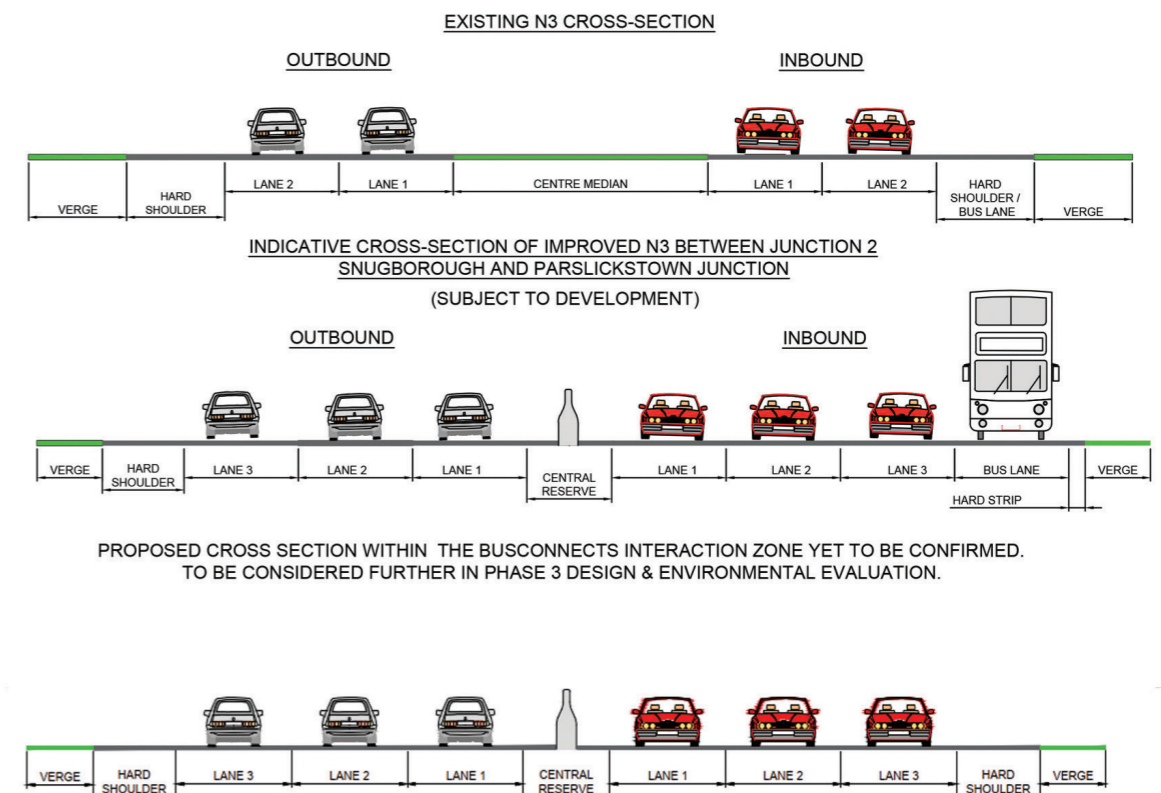 EXISTING N3 CROSS-SECTION
OUTBOUND
INBOUND
LANE 2
LANE 1
CENTRE MEDIAN
LANE 1
LANE 2
VERGE
HARD
SHOULDER
HARD
SHOULDER /
BUS LANE
VERGE
INDICATIVE CROSS-SECTION OF IMPROVED N3 BETWEEN JUNCTION 2
SNUGBOROUGH AND PARSLICKSTOWN JUNCTION
(SUBJECT TO DEVELOPMENT)
OUTBOUND
INBOUND
VERGE
HARD
SHOULDER
LANE 3
LANE 2
LANE 1
CENTRAL
RESERVE
LANE 1
LANE 2
LANE 3
BUS LANE
VERGE
HARD STRIP
PROPOSED CROSS SECTION WITHIN THE BUSCONNECTS INTERACTION ZONE YET TO BE CONFIRMED.
TO BE CONSIDERED FURTHER IN PHASE 3 DESIGN & ENVIRONMENTAL EVALUATION.
VERGE
HARD
SHOULDER
LANE 3
LANE 2
LANE 1
CENTRAL
RESERVE
LANE 1
LANE 2
LANE 3
HARD
SHOULDER
VERGE